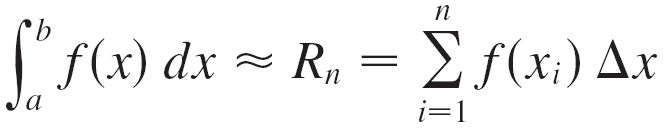 ∫_a^b f(x) dx ≈ R_n = ∑_{i=1}^n f(x_i) Δx